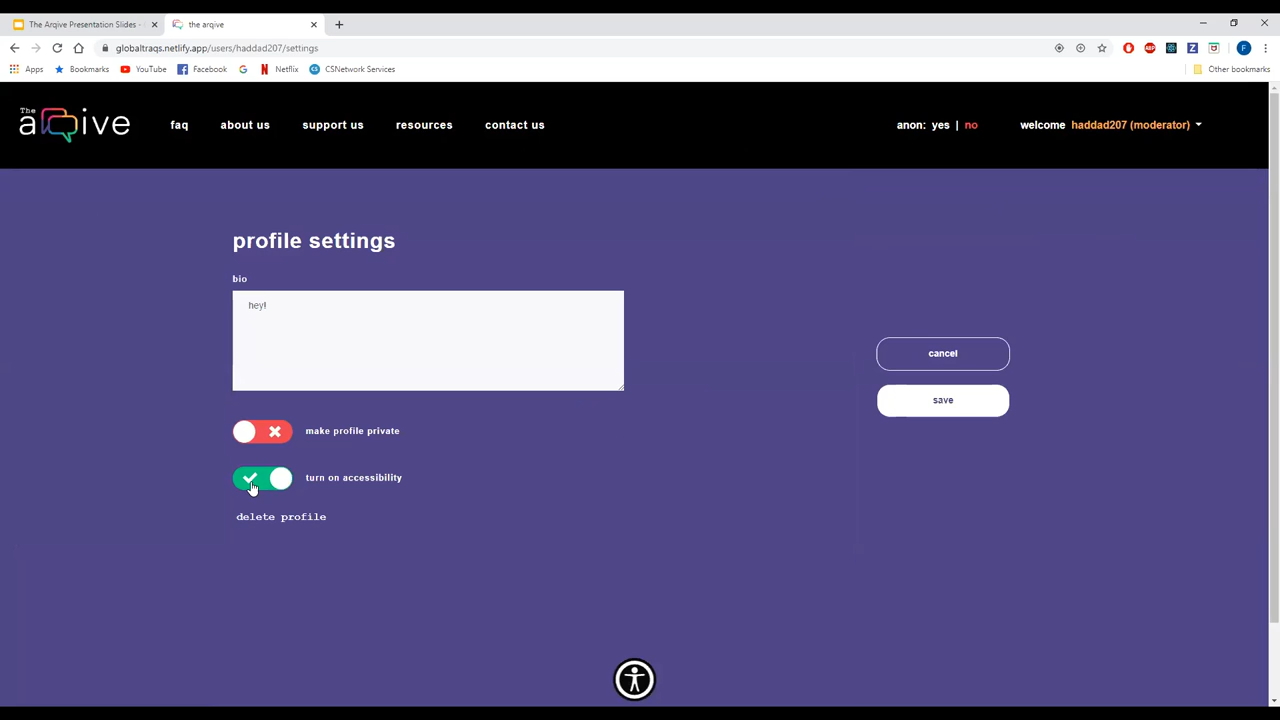 The Arqive Presentation Slides -
the arqive
globaltraqs.netlify.app/users/haddad207/settings
F
Apps
Bookmarks
YouTube
Facebook
Netflix
CSNetwork Services
Other bookmarks
The arqive
faq
about us
support us
resources
contact us
anon: yes | no
welcome haddad207 (moderator)
profile settings
bio
hey!
cancel
save
make profile private
turn on accessibility
delete profile